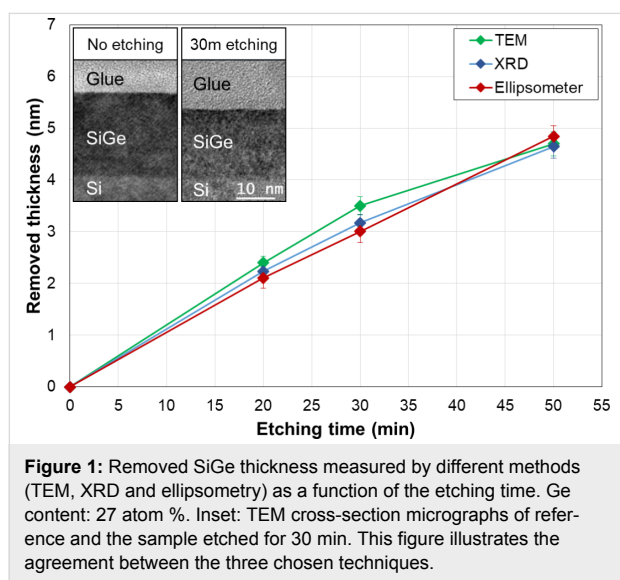 7
6
5
4
3
2
1
0
Removed thickness (nm)
No etching
30m etching
Glue
SiGe
Si
Glue
SiGe
Si
10 nm
TEM
XRD
Ellipsometer
0 5 10 15 20 25 30 35 40 45 50 55
Etching time (min)
Figure 1: Removed SiGe thickness measured by different methods
(TEM, XRD and ellipsometry) as a function of the etching time. Ge
content: 27 atom %. Inset: TEM cross-section micrographs of refer-
ence and the sample etched for 30 min. This figure illustrates the
agreement between the three chosen techniques.